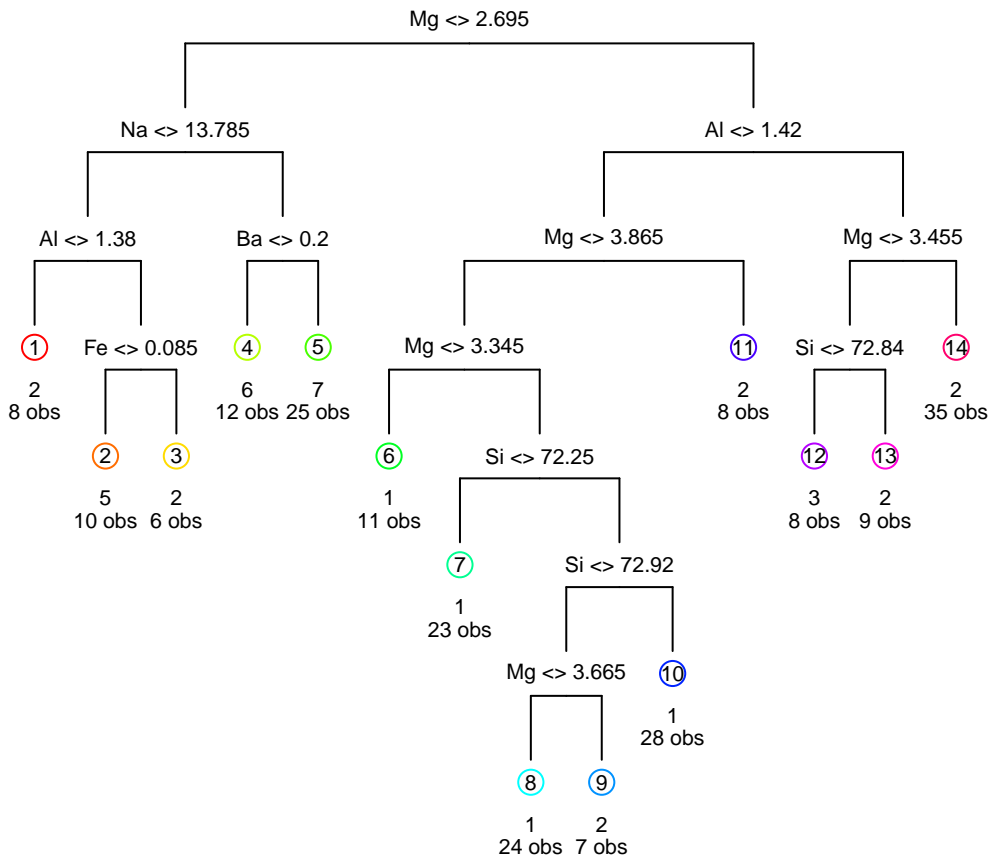 Mg <> 2.695
Na <> 13.785
Al <> 1.42
Al <> 1.38
Ba <> 0.2
Mg <> 3.865
Mg <> 3.455
1
2
8 obs
Fe <> 0.085
4
6
12 obs
5
7
25 obs
Mg <> 3.345
11
2
8 obs
Si <> 72.84
14
2
35 obs
2
5
10 obs
3
2
6 obs
6
1
11 obs
Si <> 72.25
12
3
8 obs
13
2
9 obs
7
1
23 obs
Si <> 72.92
Mg <> 3.665
10
1
28 obs
8
1
24 obs
9
2
7 obs